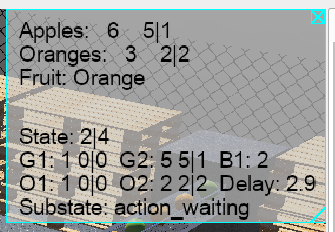 Apples: 6 5|1
Oranges: 3 2|2
Fruit: Orange
State: 2|4
G1: 1 0|0 G2: 5 5|1 B1: 2
O1: 1 0|0 O2: 2 2|2 Delay: 2.9
Substate: action_waiting